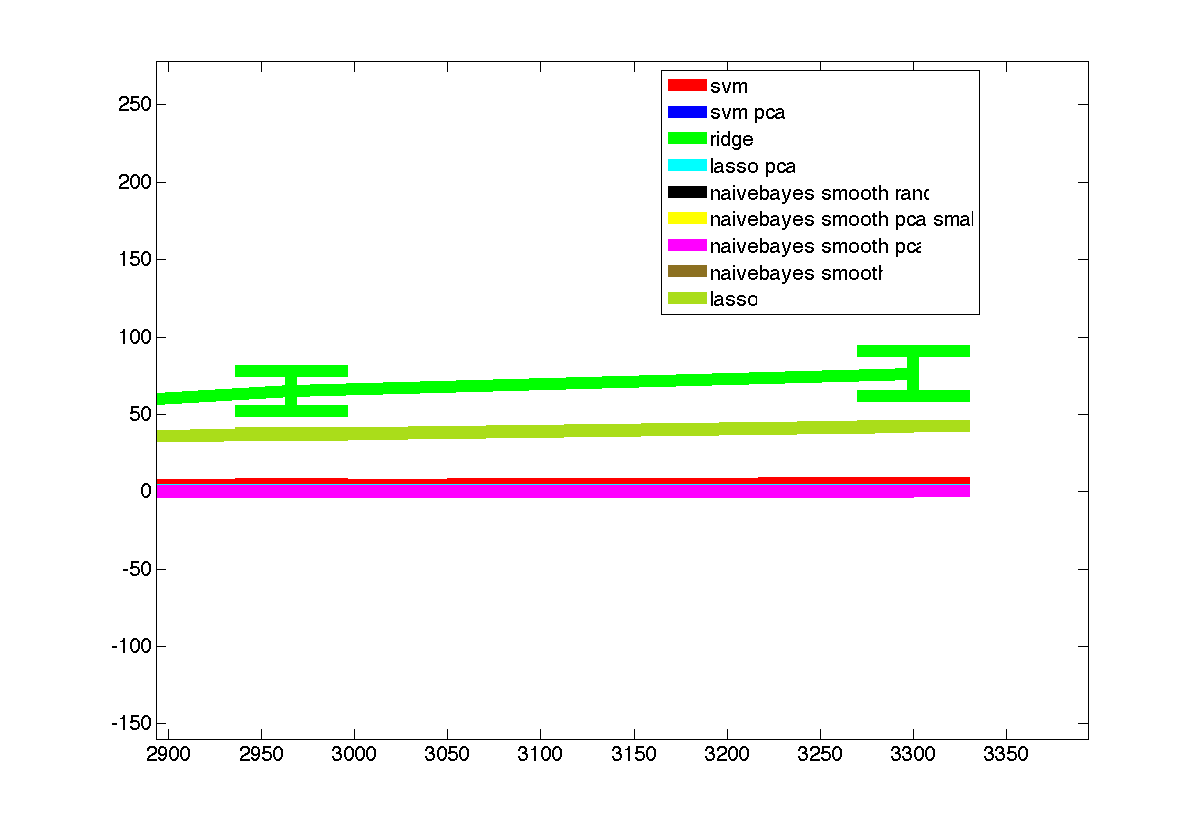 250
200
150
100
50
0
-50
-100
-150
2900 2950 3000 3050 3100 3150 3200 3250 3300 3350
svm
svm pca
ridge
lasso pca
naivebayes smooth rand
naivebayes smooth pca smal
naivebayes smooth pca
naivebayes smooth
lasso